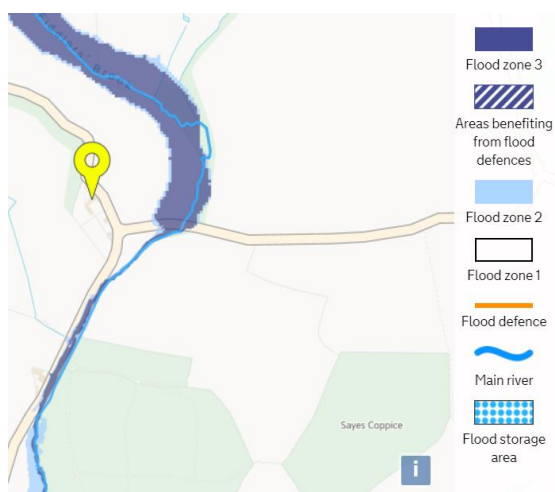 Flood zone 3
Areas benefiting
from flood
defences
Flood zone 2
Flood zone 1
Flood defence
Main river
Flood storage
area
Sayes Coppice
i